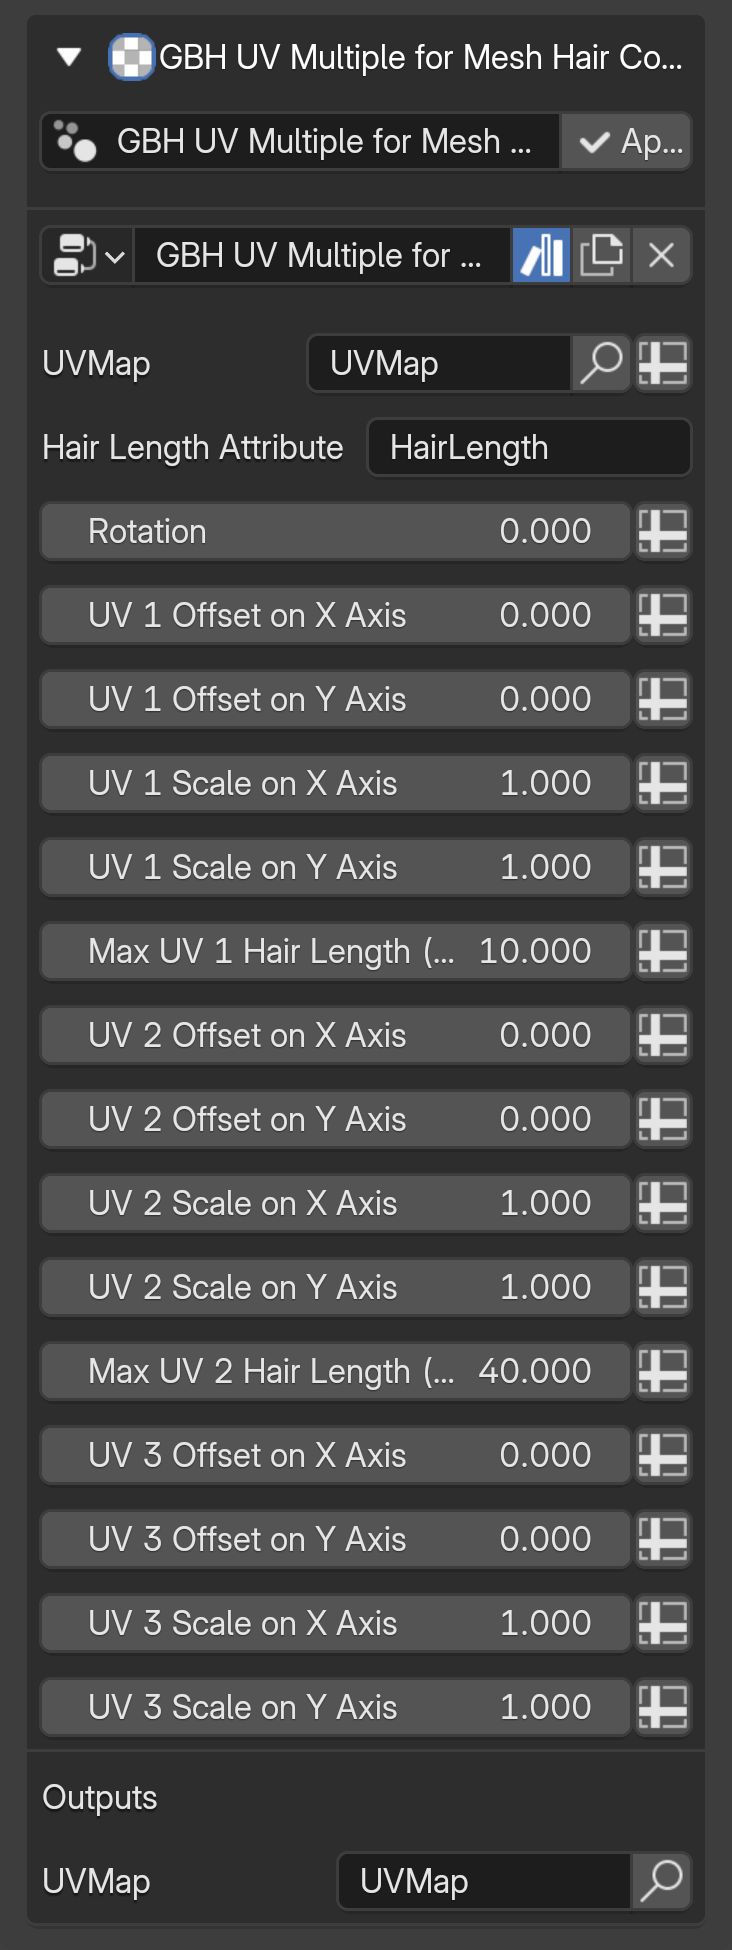 GBH UV Multiple for Mesh Hair Co...
GBH UV Multiple for Mesh ... Ap...
GBH UV Multiple for ...
UVMap UVMap
Hair Length Attribute HairLength
Rotation 0.000
UV 1 Offset on X Axis 0.000
UV 1 Offset on Y Axis 0.000
UV 1 Scale on X Axis 1.000
UV 1 Scale on Y Axis 1.000
Max UV 1 Hair Length (... 10.000
UV 2 Offset on X Axis 0.000
UV 2 Offset on Y Axis 0.000
UV 2 Scale on X Axis 1.000
UV 2 Scale on Y Axis 1.000
Max UV 2 Hair Length (... 40.000
UV 3 Offset on X Axis 0.000
UV 3 Offset on Y Axis 0.000
UV 3 Scale on X Axis 1.000
UV 3 Scale on Y Axis 1.000
Outputs
UVMap UVMap